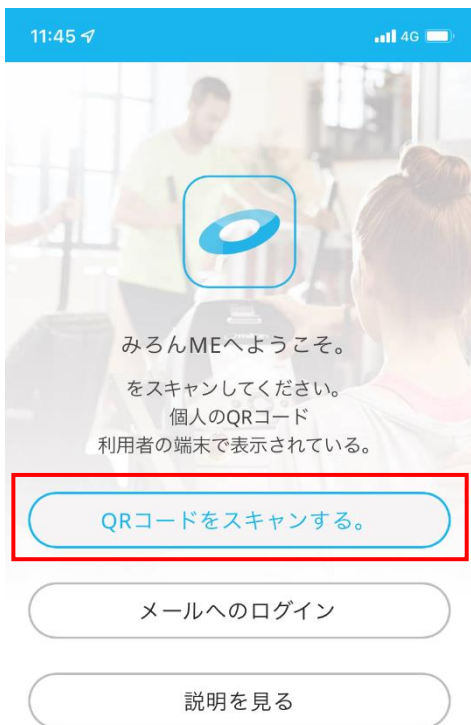 11:45
4G
みろんMEへようこそ。
をスキャンしてください。
個人のQRコード
利用者の端末で表示されている。
QRコードをスキャンする。
メールへのログイン
説明を見る